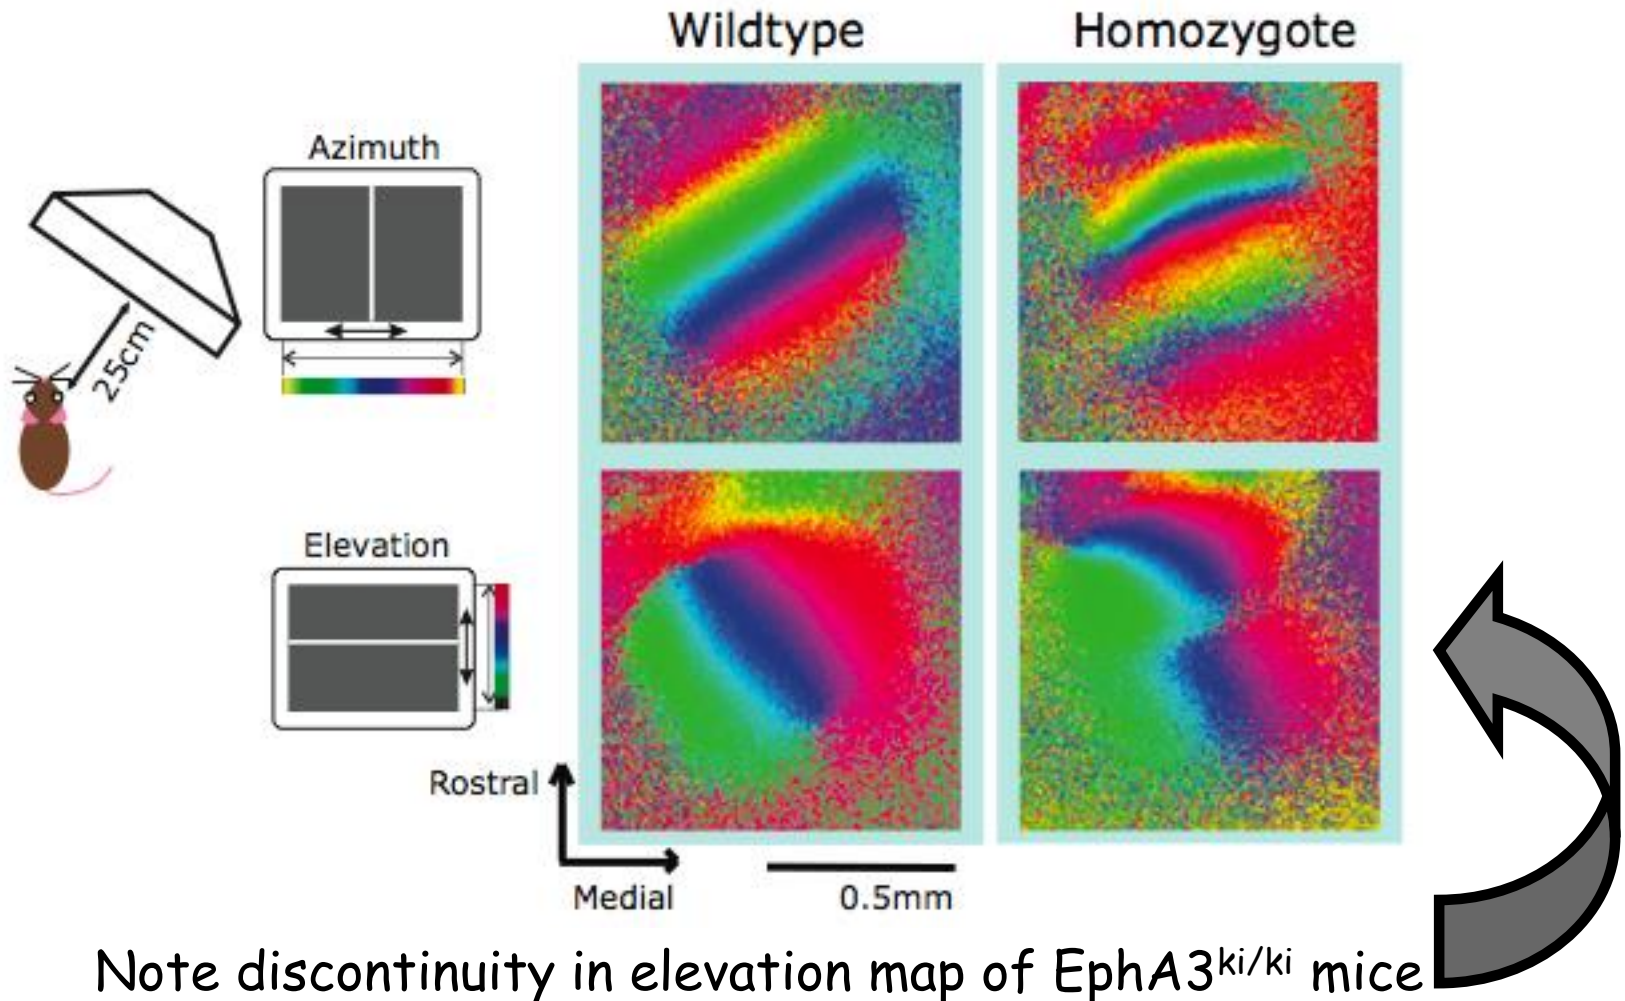 Wildtype
Homozygote
Azimuth
25cm
Elevation
Rostral
Medial
0.5mm
Note discontinuity in elevation map of EphA3ki/ki mice